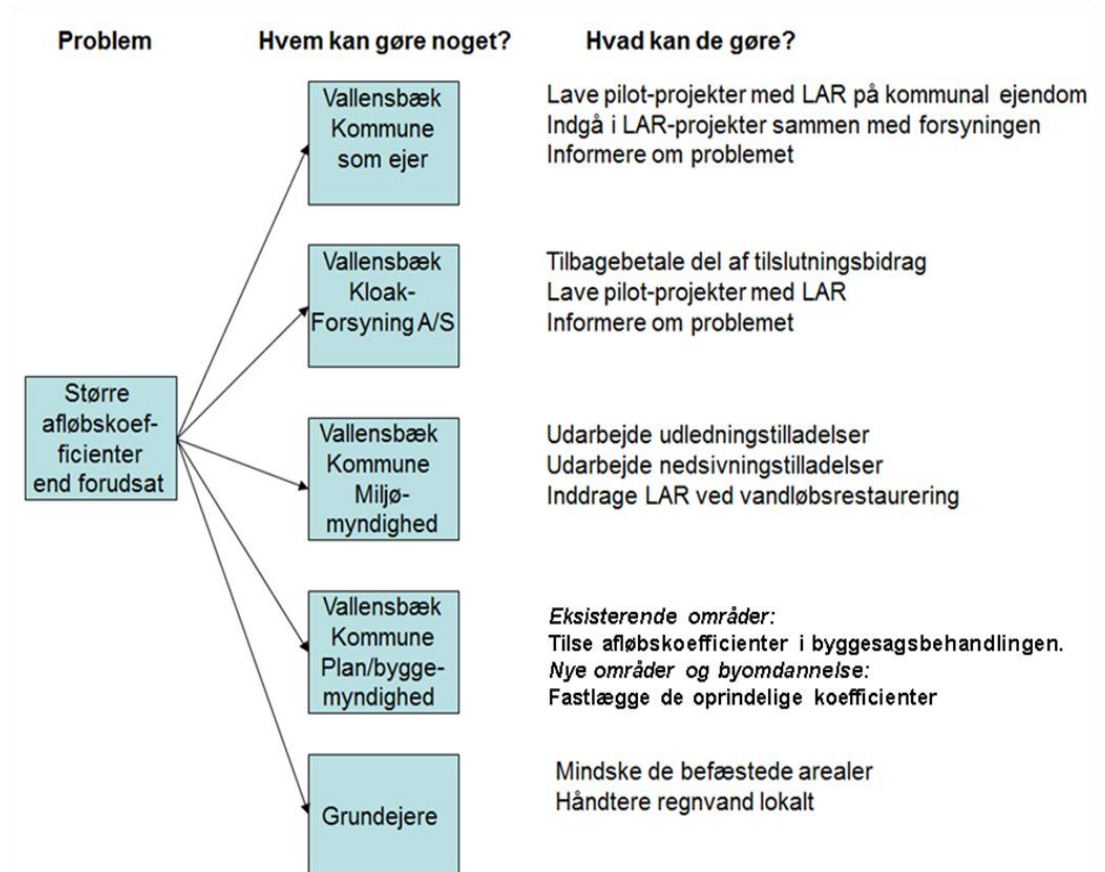 Problem
Hvem kan gøre noget?
Hvad kan de gøre?
Større
afløbskoef-
ficienter
end forudsat
Vallensbæk
Kommune
som ejer
Lave pilot-projekter med LAR på kommunal ejendom
Indgå i LAR-projekter sammen med forsyningen
Informere om problemet
Vallensbæk
Kloak-
Forsyning A/S
Tilbagebetale del af tilslutningsbidrag
Lave pilot-projekter med LAR
Informere om problemet
Vallensbæk
Kommune
Miljø-
myndighed
Udarbejde udledningstilladelser
Udarbejde nedsivningstilladelser
Inddrage LAR ved vandløbsrestaurering
Vallensbæk
Kommune
Plan/bygge-
myndighed
Eksisterende områder:
Tilse afløbskoefficienter i byggesagsbehandlingen.
Nye områder og byomdannelse:
Fastlægge de oprindelige koefficienter
Grundejere
Mindske de befæstede arealer
Håndtere regnvand lokalt